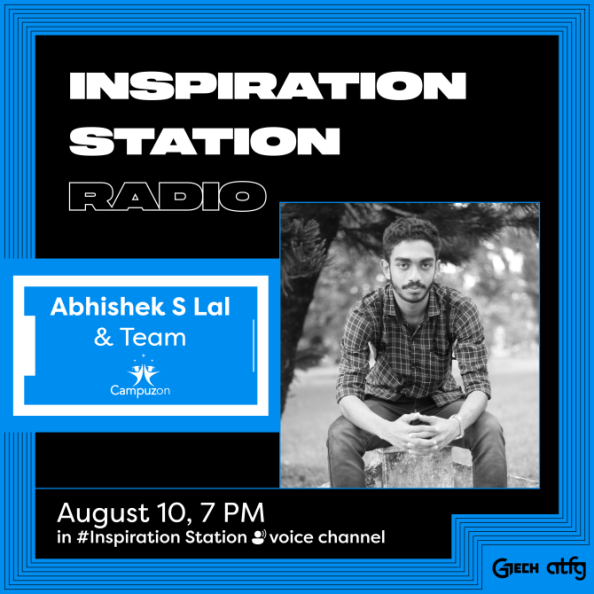 INSPIRATION
STATION
RADIO
Abhishek S Lal
& Team
Campuzon
August 10, 7 PM
in #Inspiration Station voice channel
GTECH atfg